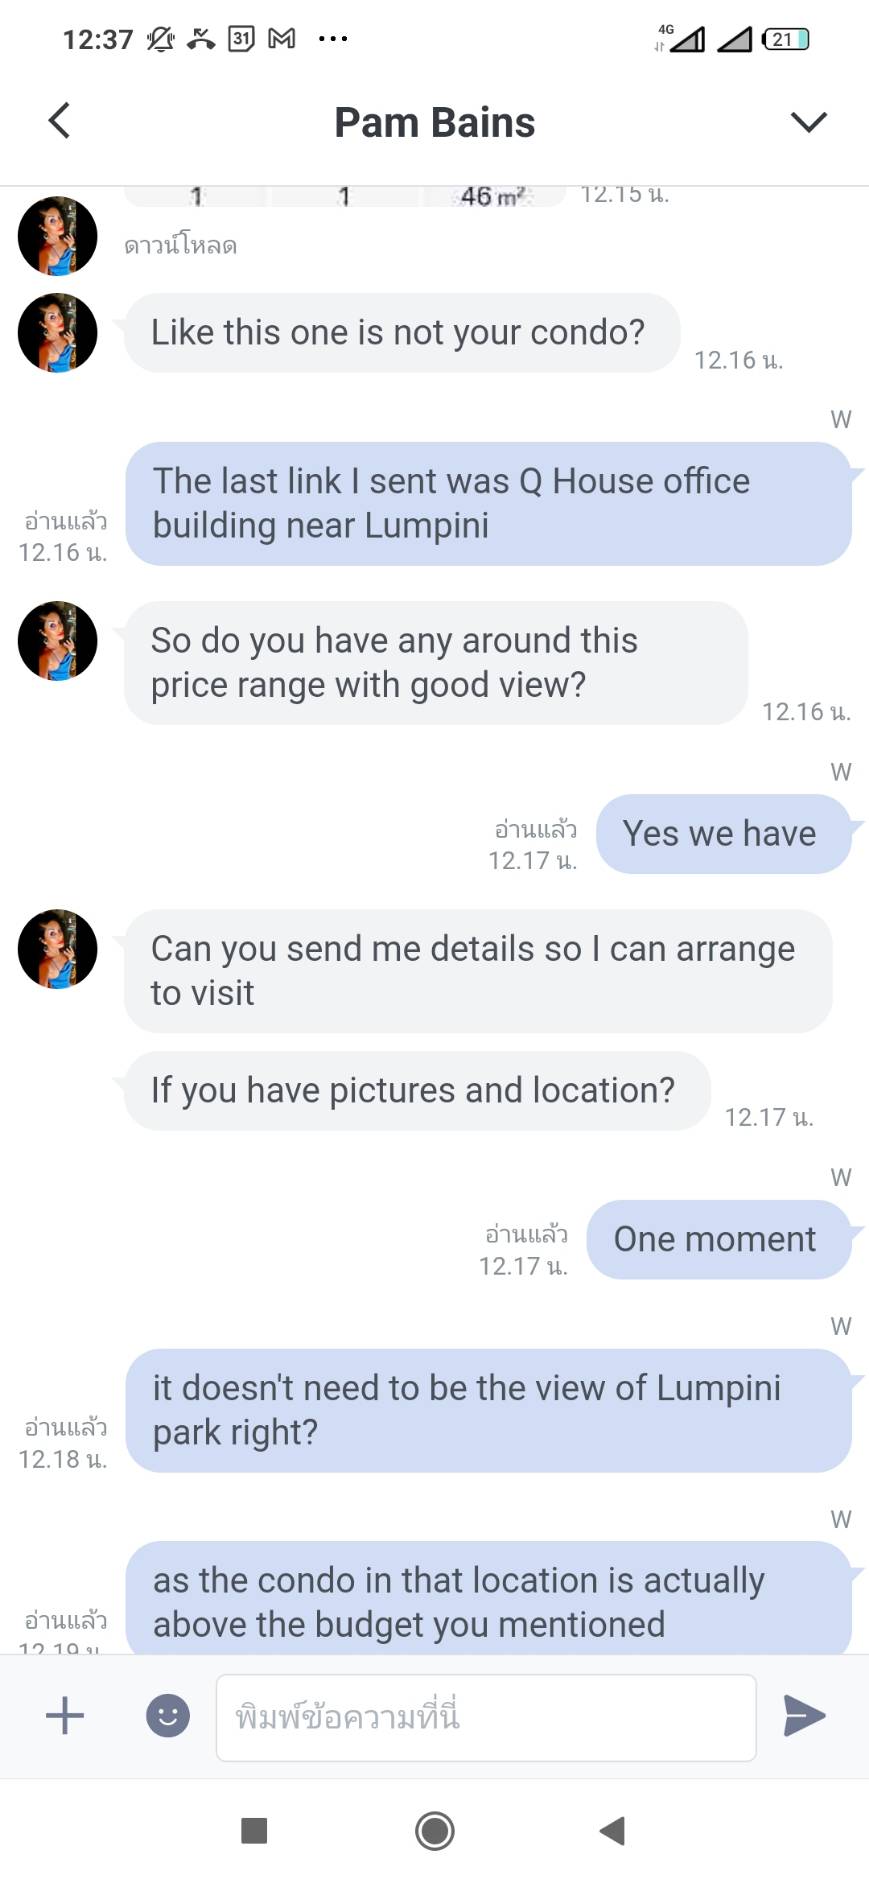 12:37 31 4G 21
Pam Bains
1 1 46 m² 12.15 น.
ดาวน์โหลด
Like this one is not your condo?
12.16 น.
W
The last link I sent was Q House office
building near Lumpini
อ่านแล้ว
12.16 น.
So do you have any around this
price range with good view?
12.16 น.
W
Yes we have
อ่านแล้ว
12.17 น.
Can you send me details so I can arrange
to visit
If you have pictures and location?
12.17 น.
W
One moment
อ่านแล้ว
12.17 น.
W
it doesn't need to be the view of Lumpini
park right?
อ่านแล้ว
12.18 น.
W
as the condo in that location is actually
above the budget you mentioned
อ่านแล้ว
12.19 น.
พิมพ์ข้อความที่นี่